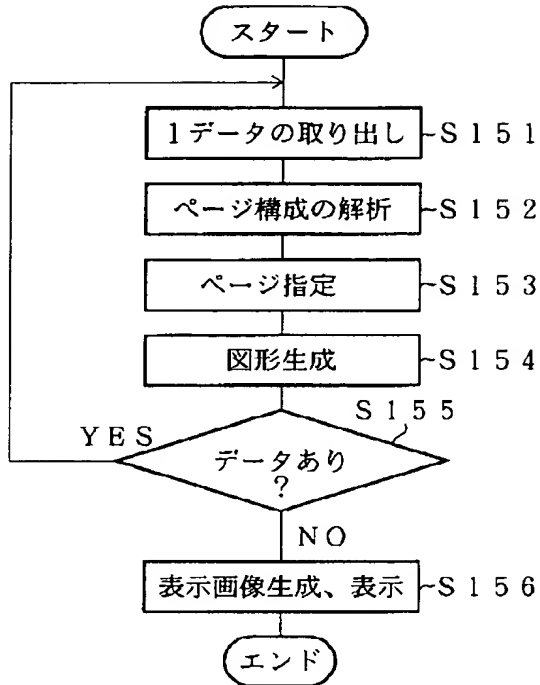 スタート
1データの取り出し ~S151
ページ構成の解析 ~S152
ページ指定 ~S153
図形生成 ~S154
S155
YES
データあり
?
NO
表示画像生成、表示 ~S156
エンド